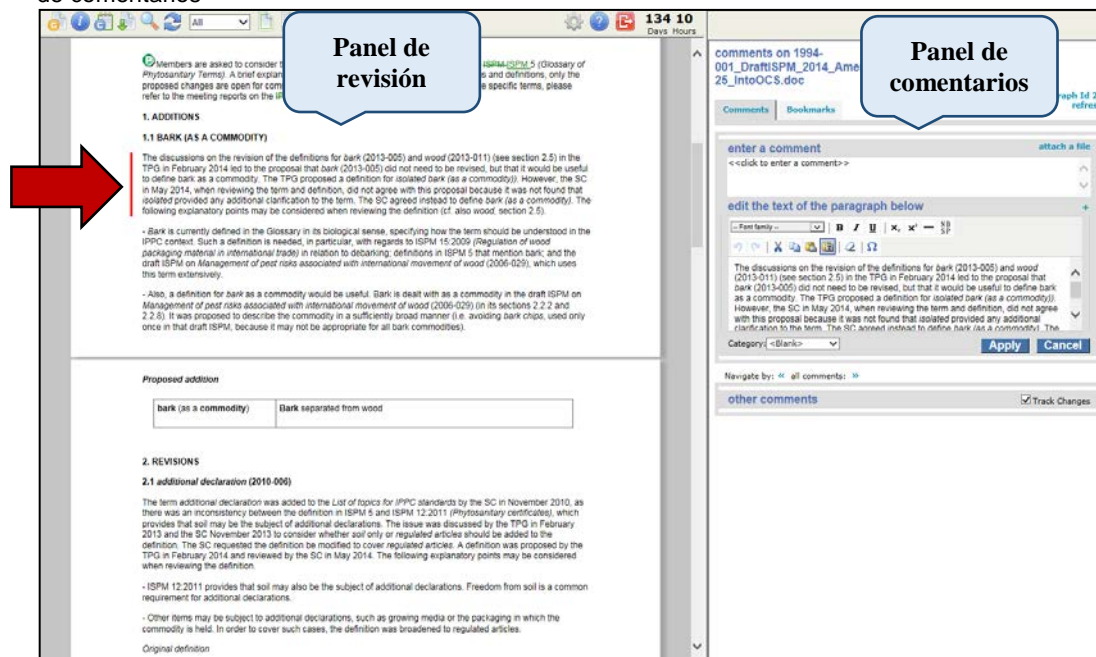 de comentarios
All
134 10
Days Hours
Panel de
revisión
Panel de
comentarios
Members are asked to consider t ISPM ISPM 5 (Glossary of
Phytosanitary Terms). A brief explan s and definitions, only the
proposed changes are open for com e specific terms, please
refer to the meeting reports on the
1. ADDITIONS
1.1 BARK (AS A COMMODITY)
The discussions on the revision of the definitions for bark (2013-005) and wood (2013-011) (see section 2.5) in the
TPG in February 2014 led to the proposal that bark (2013-005) did not need to be revised, but that it would be useful
to define bark as a commodity. The TPG proposed a definition for isolated bark (as a commodity)). However, the SC
in May 2014, when reviewing the term and definition, did not agree with this proposal because it was not found that
isolated provided any additional clarification to the term. The SC agreed instead to define bark (as a commodity). The
following explanatory points may be considered when reviewing the definition (cf. also wood, section 2.5).
- Bark is currently defined in the Glossary in its biological sense, specifying how the term should be understood in the
IPPC context. Such a definition is needed, in particular, with regards to ISPM 15:2009 (Regulation of wood
packaging material in international trade) in relation to debarking; definitions in ISPM 5 that mention bark; and the
draft ISPM on Management of pest risks associated with international movement of wood (2006-029), which uses
this term extensively.
- Also, a definition for bark as a commodity would be useful. Bark is dealt with as a commodity in the draft ISPM on
Management of pest risks associated with international movement of wood (2006-029) (in its sections 2.2.2 and
2.2.8). It was proposed to describe the commodity in a sufficiently broad manner (i.e. avoiding bark chips, used only
once in that draft ISPM, because it may not be appropriate for all bark commodities).
Proposed addition
bark (as a commodity) Bark separated from wood
2. REVISIONS
2.1 additional declaration (2010-006)
The term additional declaration was added to the List of topics for IPPC standards by the SC in November 2010, as
there was an inconsistency between the definition in ISPM 5 and ISPM 12:2011 (Phytosanitary certificates), which
provides that soil may be the subject of additional declarations. The issue was discussed by the TPG in February
2013 and the SC November 2013 to consider whether soil only or regulated articles should be added to the
definition. The SC requested the definition be modified to cover regulated articles. A definition was proposed by the
TPG in February 2014 and reviewed by the SC in May 2014. The following explanatory points may be considered
when reviewing the definition.
- ISPM 12:2011 provides that soil may also be the subject of additional declarations. Freedom from soil is a common
requirement for additional declarations.
- Other items may be subject to additional declarations, such as growing media or the packaging in which the
commodity is held. In order to cover such cases, the definition was broadened to regulated articles.
Original definition
comments on 1994-
001_DraftISPM_2014_Ame
25_IntoOCS.doc
raph Id 2
refres
Comments Bookmarks
enter a comment attach a file
<<click to enter a comment>>
edit the text of the paragraph below +
-- Font family -- B I U x, x'
The discussions on the revision of the definitions for bark (2013-005) and wood
(2013-011) (see section 2.5) in the TPG in February 2014 led to the proposal that
bark (2013-005) did not need to be revised, but that it would be useful to define bark
as a commodity. The TPG proposed a definition for isolated bark (as a commodity)).
However, the SC in May 2014, when reviewing the term and definition, did not agree
with this proposal because it was not found that isolated provided any additional
clarification to the term. The SC agreed instead to define bark (as a commodity). The
Category: <Blank> Apply Cancel
Navigate by: « all comments: »
other comments Track Changes